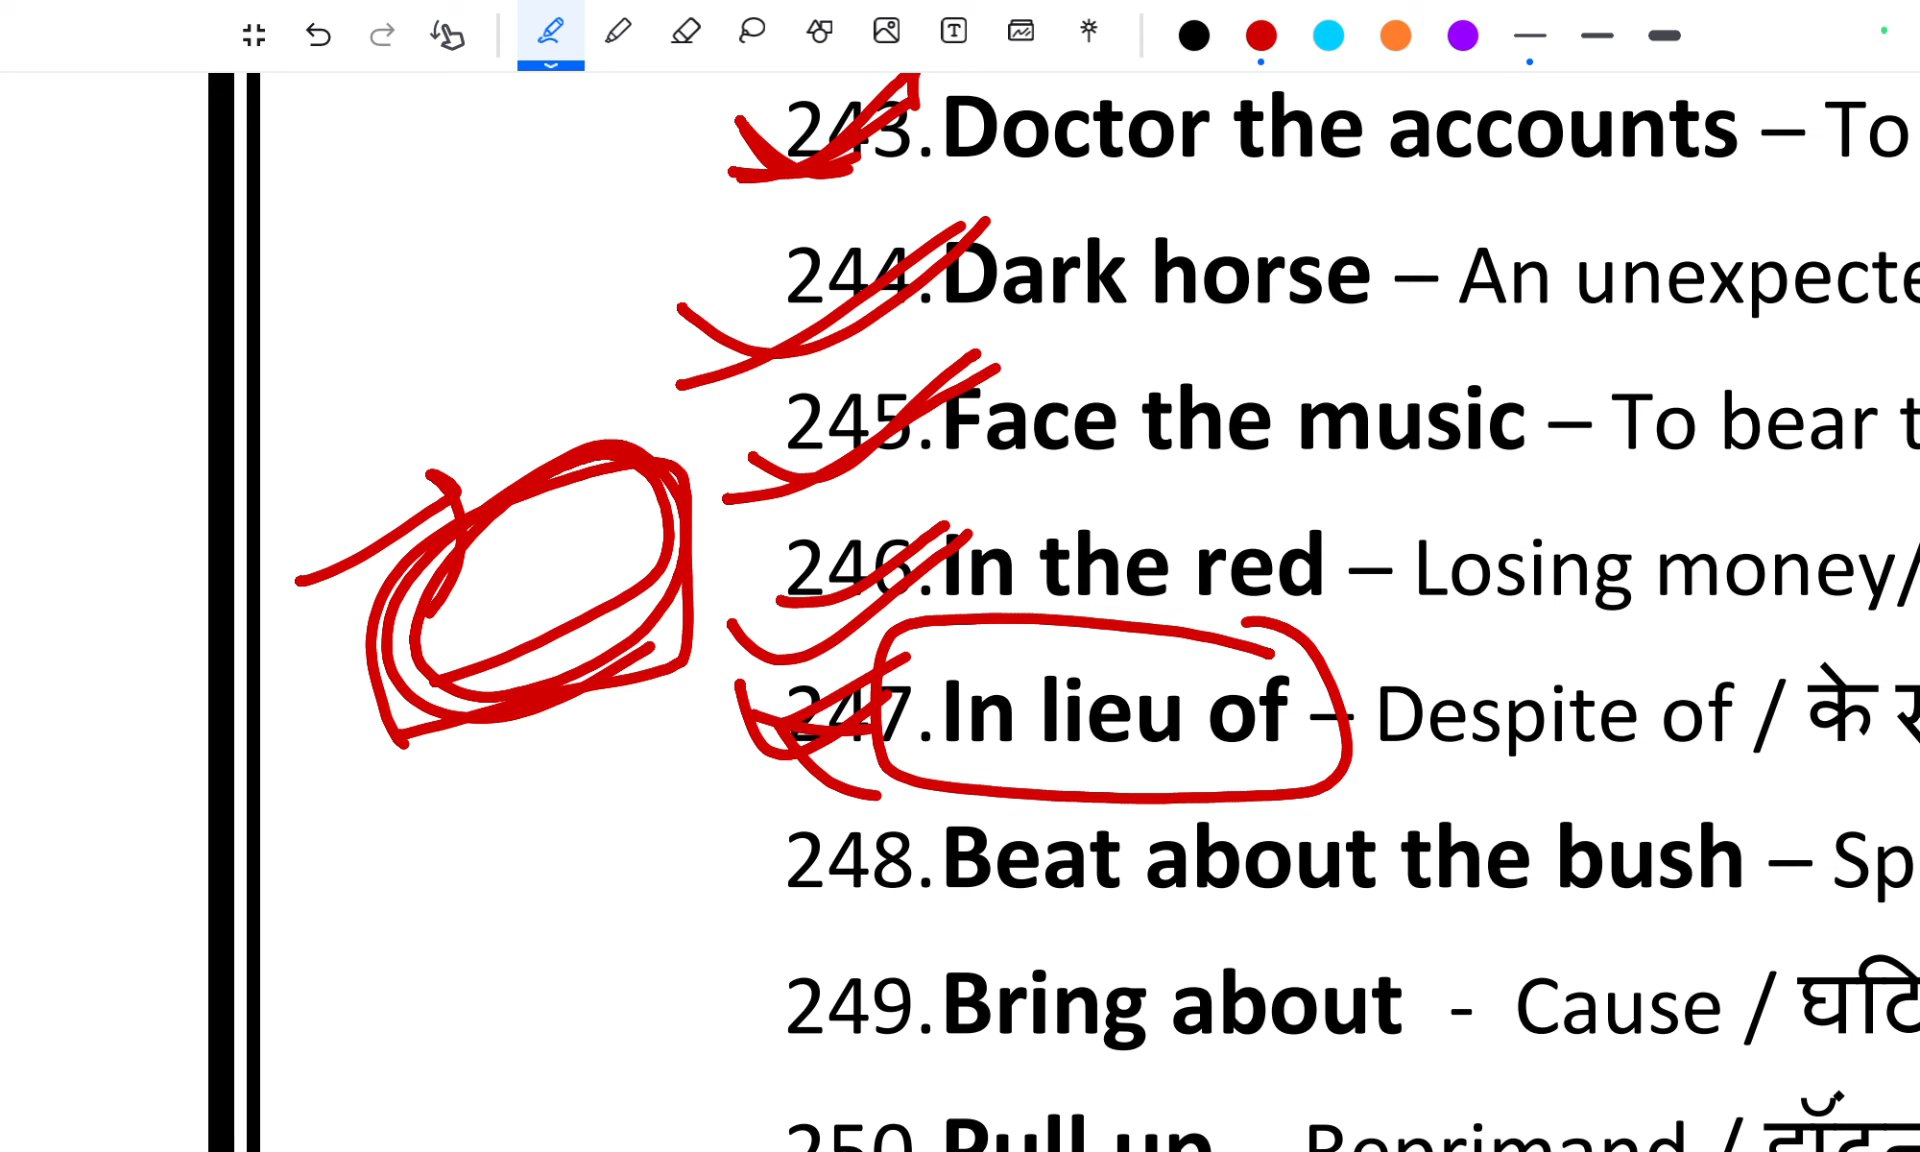 243.Doctor the accounts – To
244.Dark horse – An
245.Face the music – To bear
246.In the red – Losing money/
247.In lieu of – Despite of / के
248.Beat about the bush –
249.Bring about - Cause /
250. Pull up – Reprimand /